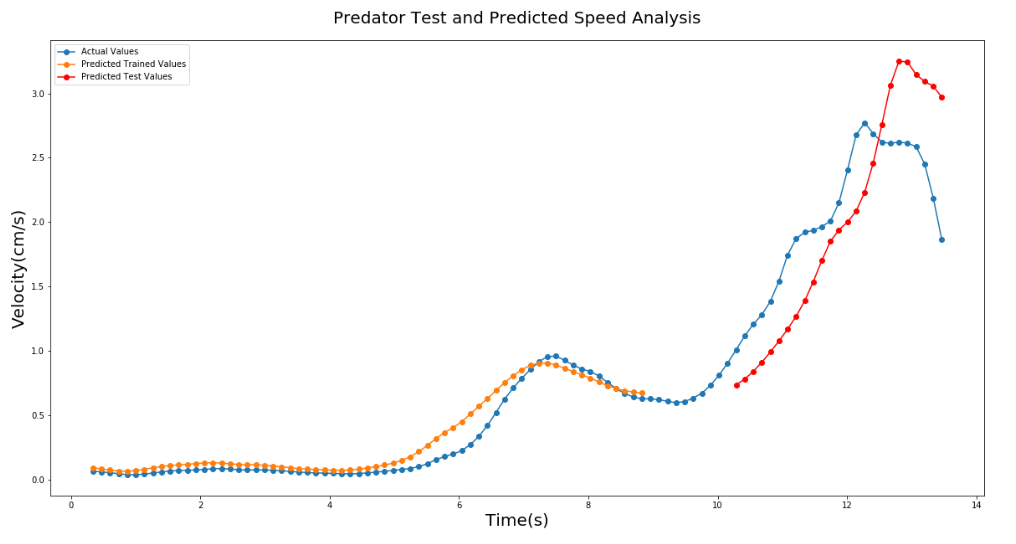 Predator Test and Predicted Speed Analysis
Actual Values
Predicted Trained Values
Predicted Test Values
3.0
2.5
2.0
1.5
1.0
0.5
0.0
Velocity(cm/s)
0 2 4 6 8 10 12 14
Time(s)